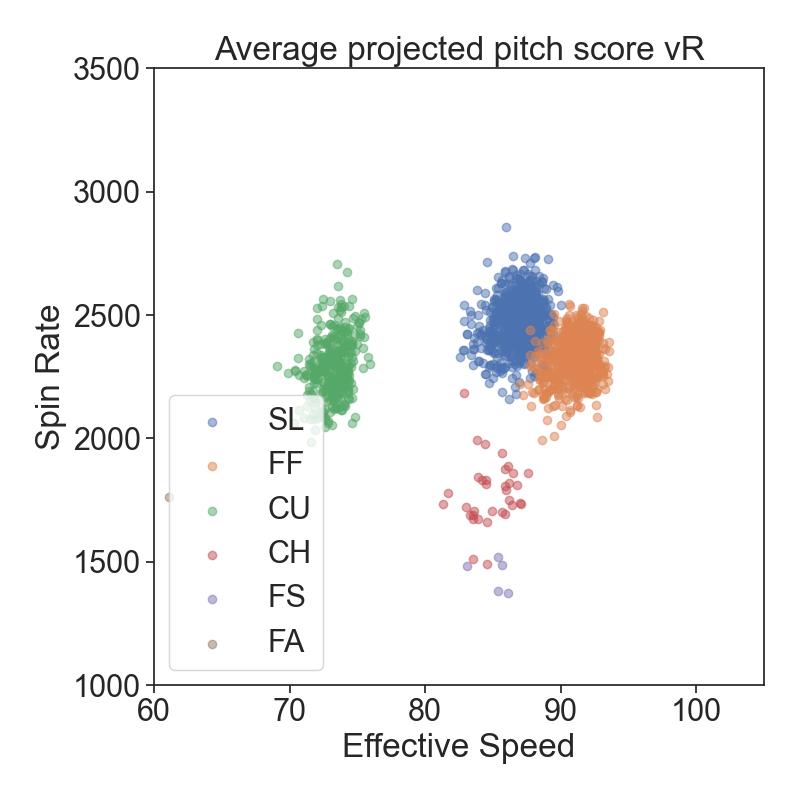 Average projected pitch score vR
3500
3000
2500
2000
1500
1000
Spin Rate
SL
FF
CU
CH
FS
FA
60 70 80 90 100
Effective Speed